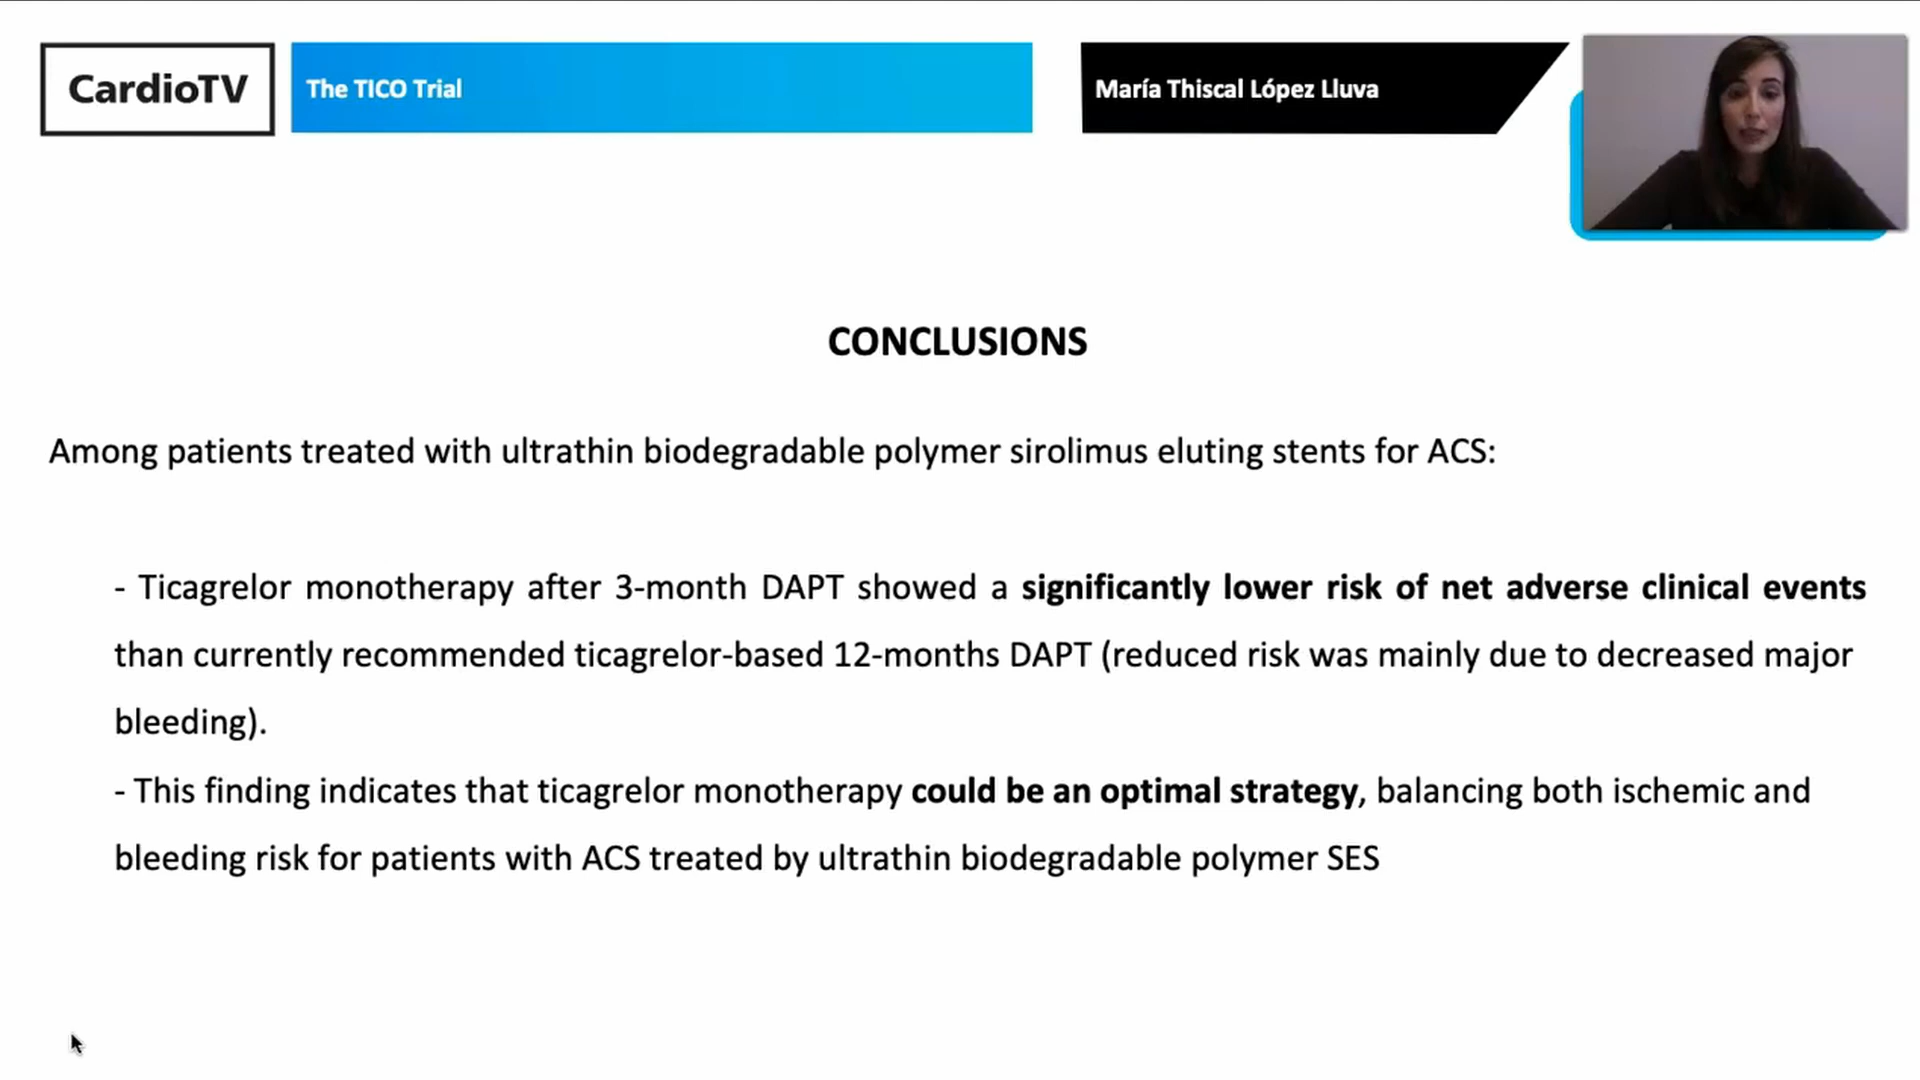 CardioTV
The TICO Trial
María Thiscal López Lluva
CONCLUSIONS
Among patients treated with ultrathin biodegradable polymer sirolimus eluting stents for ACS:
- Ticagrelor monotherapy after 3-month DAPT showed a significantly lower risk of net adverse clinical events
than currently recommended ticagrelor-based 12-months DAPT (reduced risk was mainly due to decreased major
bleeding).
- This finding indicates that ticagrelor monotherapy could be an optimal strategy, balancing both ischemic and
bleeding risk for patients with ACS treated by ultrathin biodegradable polymer SES